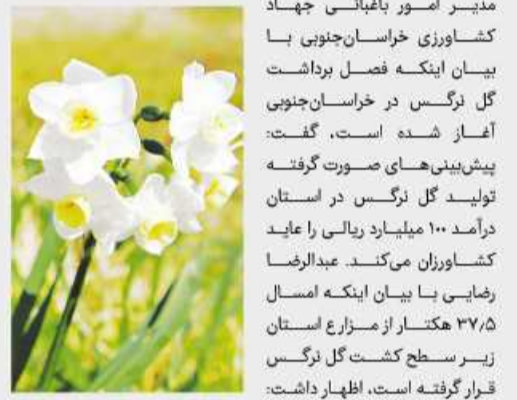 مدیر امور باغبانی جهاد
کشاورزی خراسان‌جنوبی با
بیان اینکه فصل برداشت
گل نرگس در خراسان‌جنوبی
آغاز شده است، گفت:
پیش‌بینی‌های صورت گرفته
تولید گل نرگس در استان
درآمد ۱۰۰ میلیارد ریالی را عاید
کشاورزان می‌کند. عبدالرضا
رضایی با بیان اینکه امسال
۳۷٫۵ هکتار از مزارع استان
زیر سطح کشت گل نرگس
قرار گرفته است، اظهار داشت: